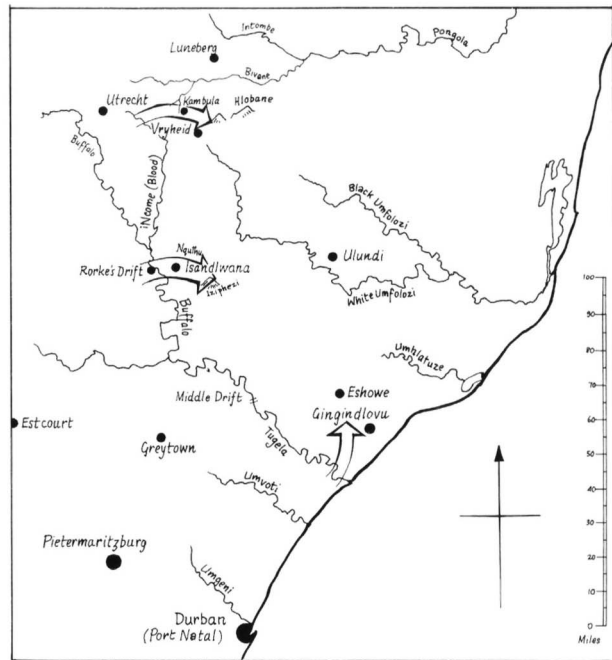 Intombe
Pongola
Luneberg
Bivana
Utrecht
Kambula
Hlobane
Vryheid
Buffalo
iNcome (Blood)
Black Umfolozi
Nquthu
Ulundi
Rorke's Drift
Isandlwana
Isiphezi
White Umfolozi
Buffalo
100
90
80
70
60
50
40
30
20
10
0
Miles
Umhlatuze
Eshowe
Middle Drift
Gingindlovu
Estcourt
Greytown
Tugela
Umvoti
Pietermaritzburg
Umgeni
Durban
(Port Natal)